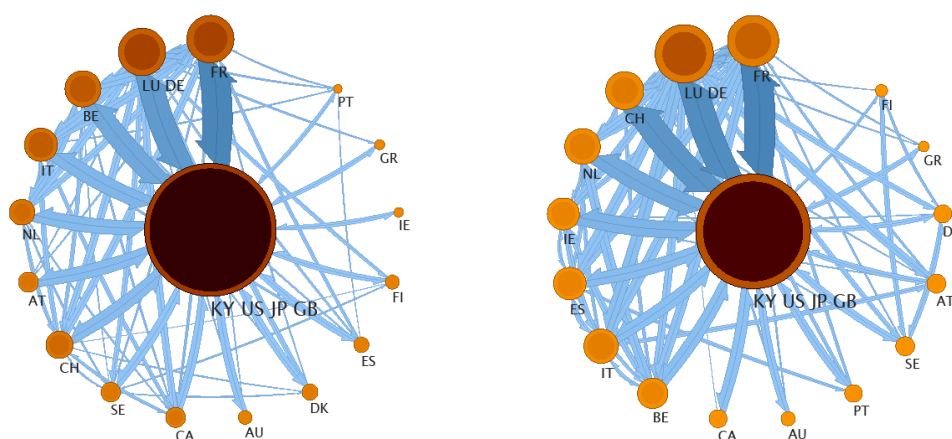 FR
LU DE
BE
PT
IT
GR
NL
IE
AT
FI
KY US JP GB
CH
ES
SE
DK
CA
AU
FR
LU DE
CH
FI
NL
GR
IE
ES
AT
KY US JP GB
IT
SE
BE
PT
CA
AU